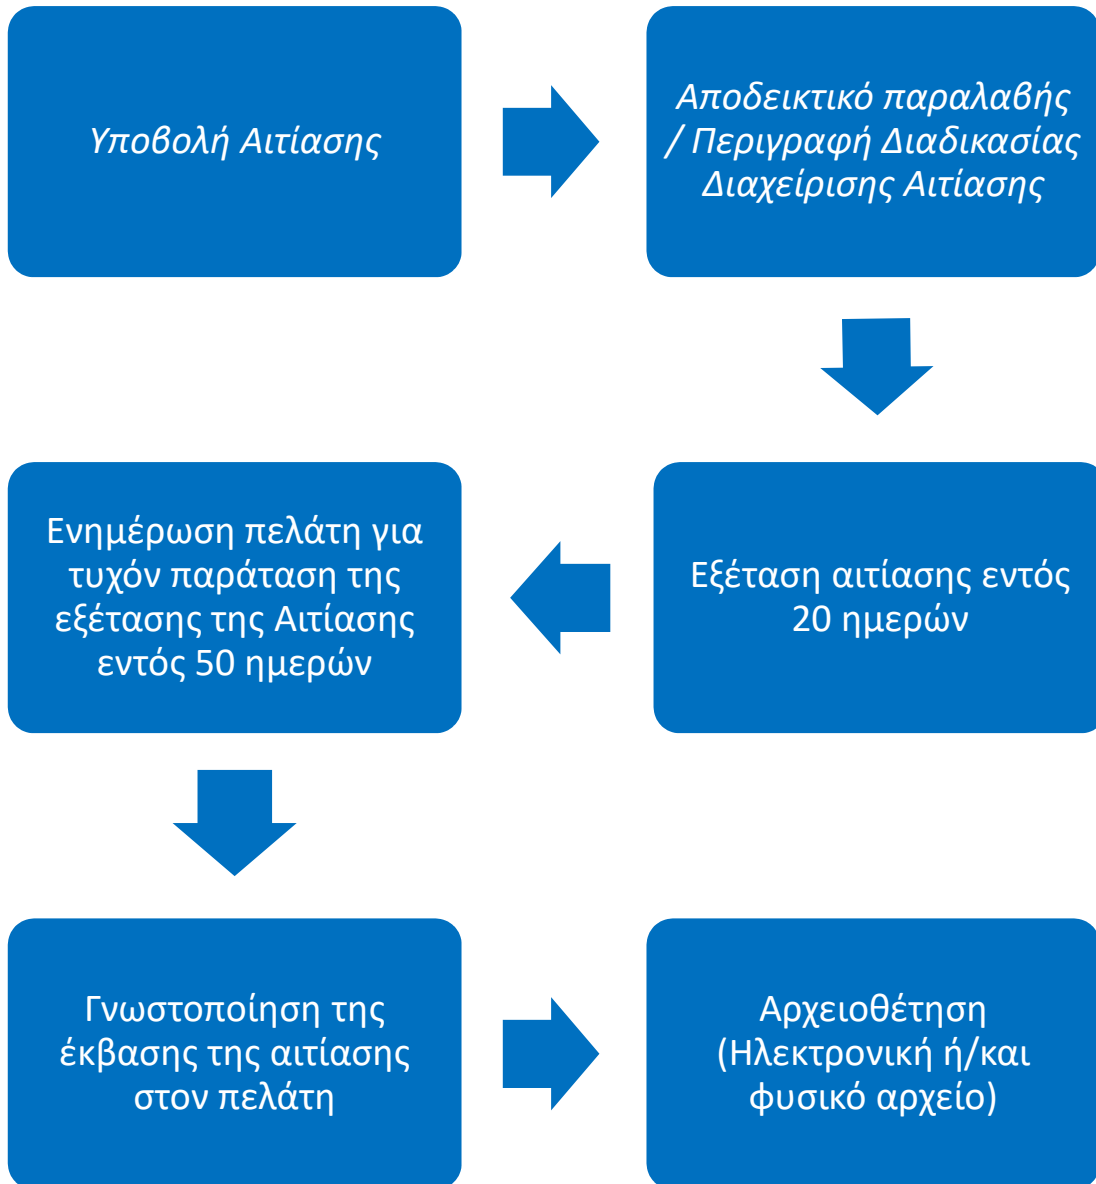 Υποβολή Αιτίασης
Αποδεικτικό παραλαβής
/ Περιγραφή Διαδικασίας
Διαχείρισης Αιτίασης
Εξέταση αιτίασης εντός
20 ημερών
Ενημέρωση πελάτη για
τυχόν παράταση της
εξέτασης της Αιτίασης
εντός 50 ημερών
Γνωστοποίηση της
έκβασης της αιτίασης
στον πελάτη
Αρχειοθέτηση
(Ηλεκτρονική ή/και
φυσικό αρχείο)